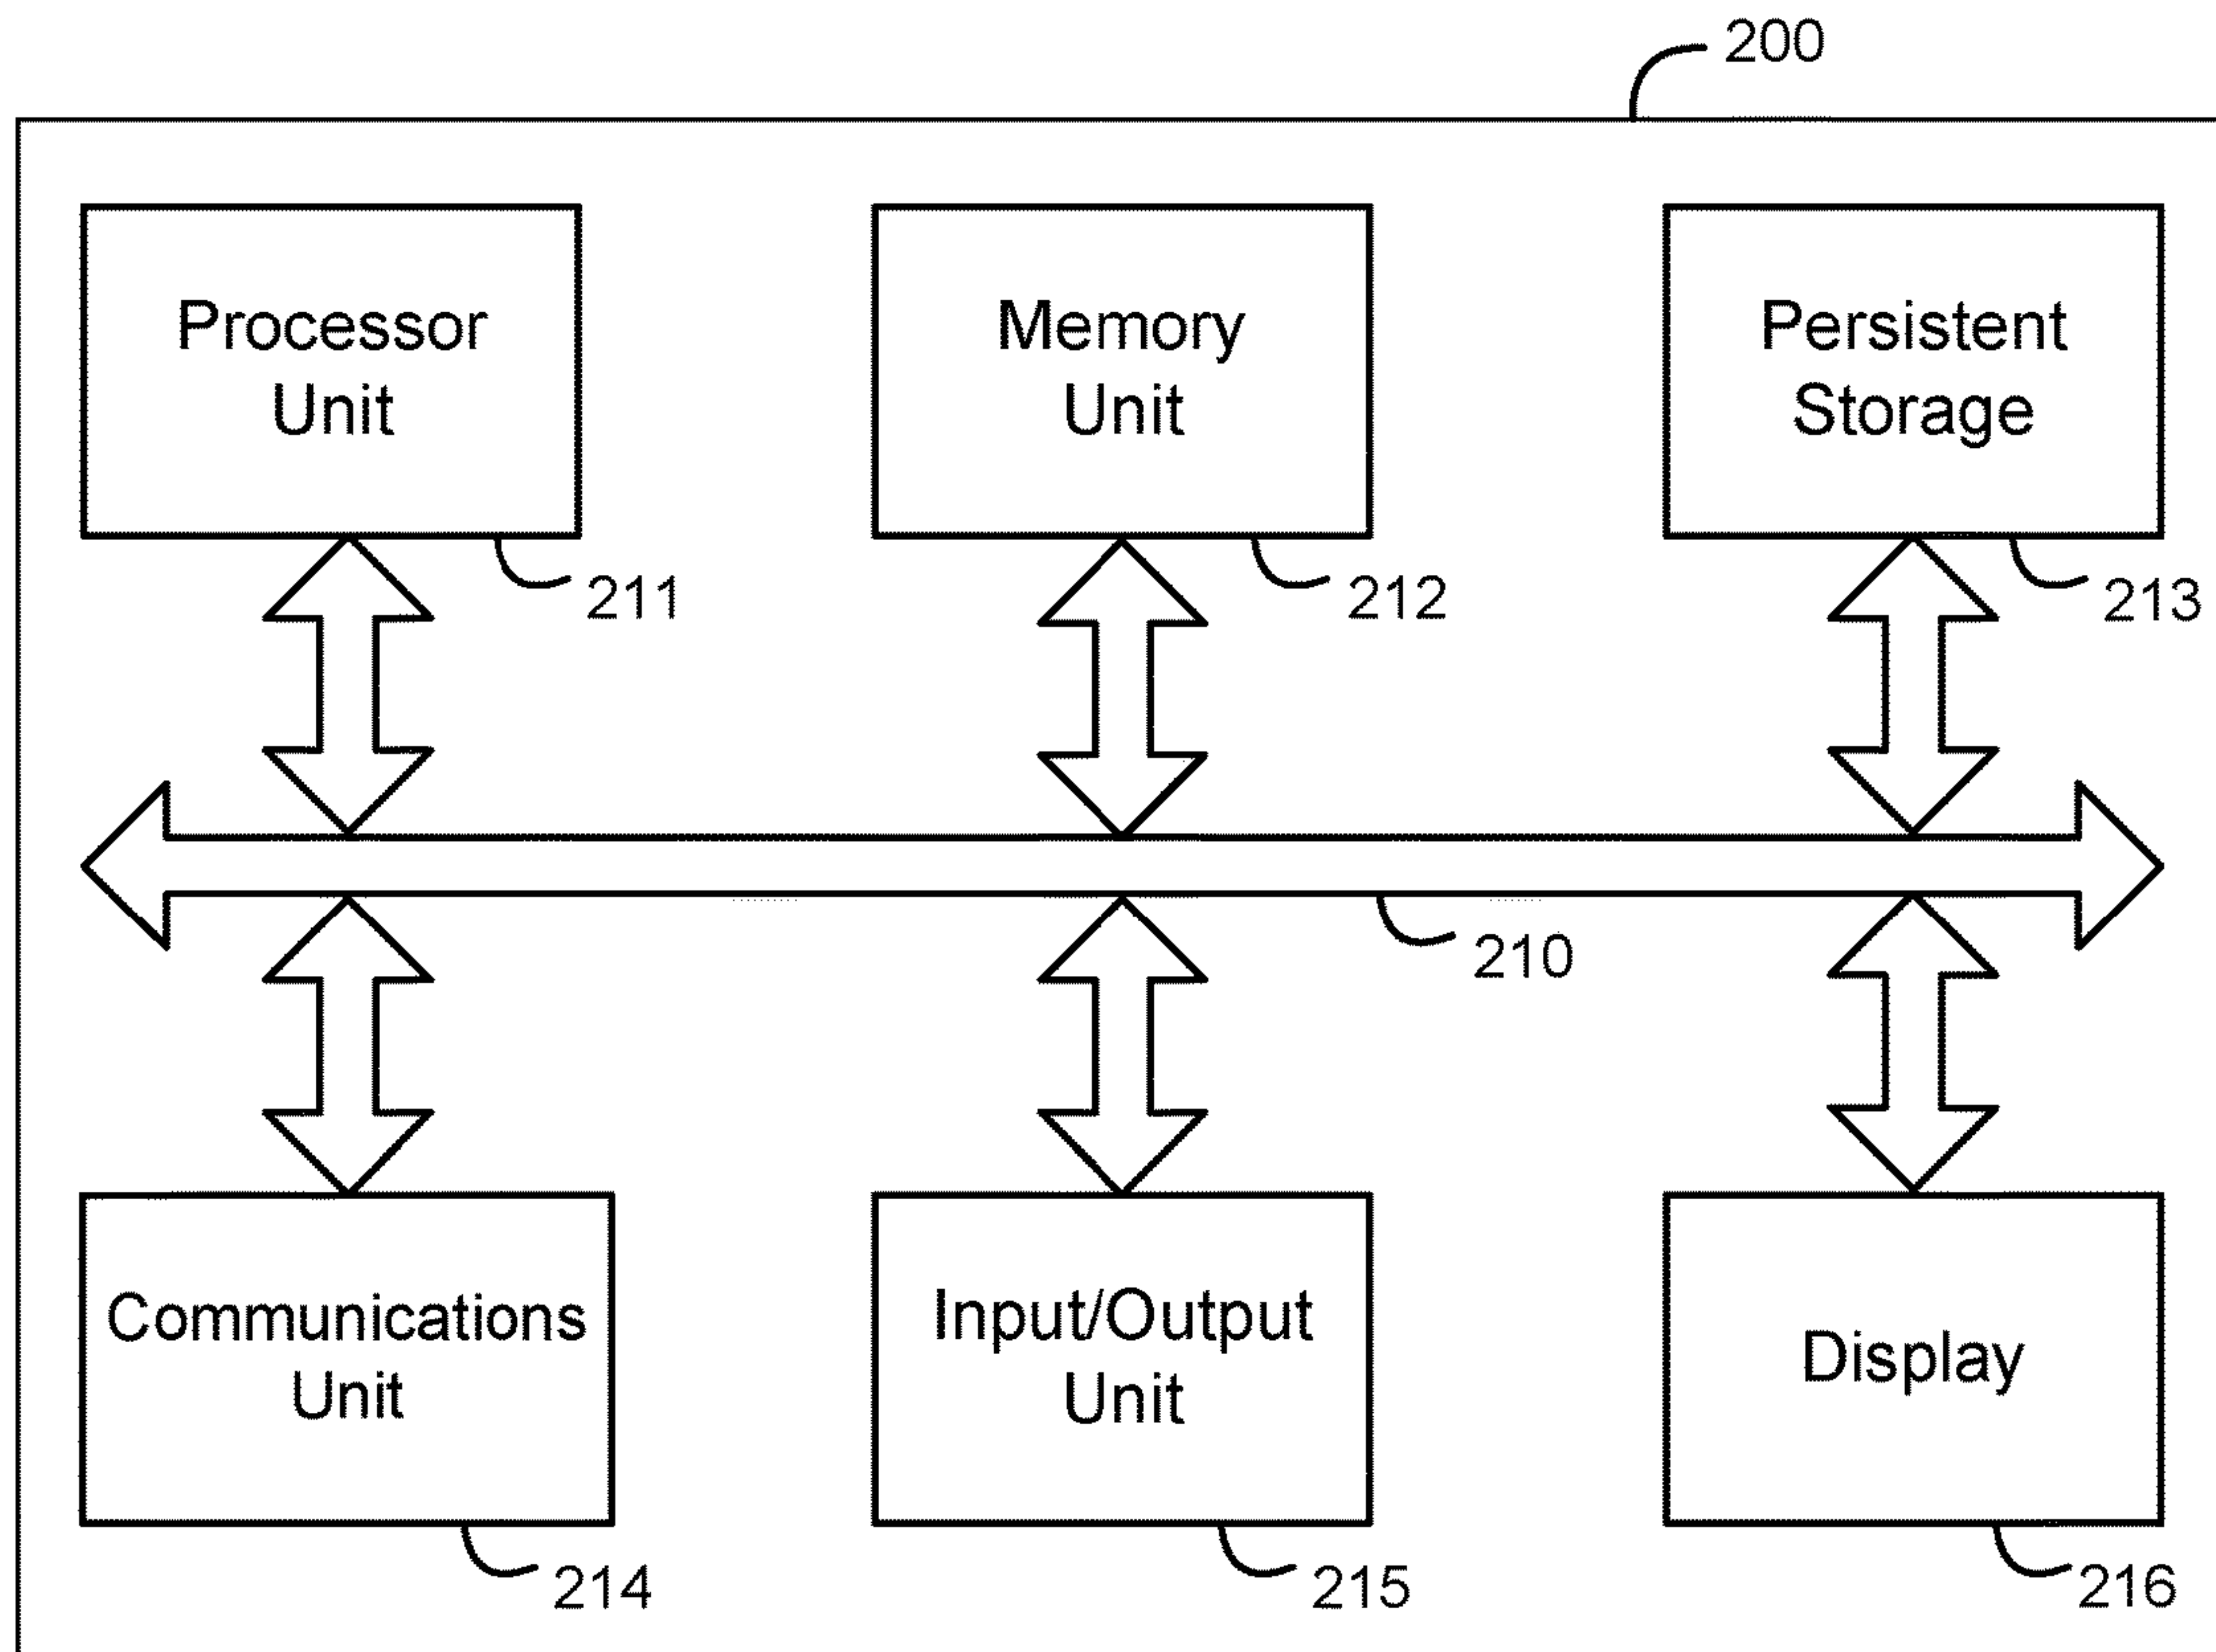 200
Processor
Unit
Memory
Unit
Persistent
Storage
211
212
213
210
Communications
Unit
Input/Output
Unit
Display
214
215
216